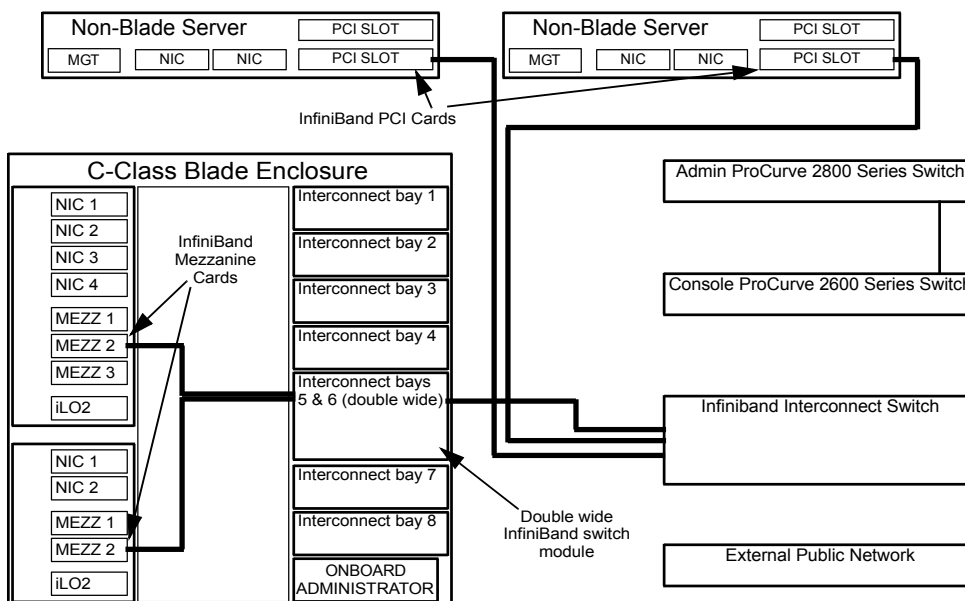 Non-Blade Server
PCI SLOT
MGT
NIC
NIC
PCI SLOT
Non-Blade Server
PCI SLOT
MGT
NIC
NIC
PCI SLOT
InfiniBand PCI Cards
C-Class Blade Enclosure
NIC 1
NIC 2
NIC 3
NIC 4
MEZZ 1
MEZZ 2
MEZZ 3
iLO2
NIC 1
NIC 2
MEZZ 1
MEZZ 2
iLO2
InfiniBand
Mezzanine
Cards
Interconnect bay 1
Interconnect bay 2
Interconnect bay 3
Interconnect bay 4
Interconnect bays
5 & 6 (double wide)
Interconnect bay 7
Interconnect bay 8
ONBOARD
ADMINISTRATOR
Double wide
InfiniBand switch
module
Admin ProCurve 2800 Series Switch
Console ProCurve 2600 Series Switch
Infiniband Interconnect Switch
External Public Network